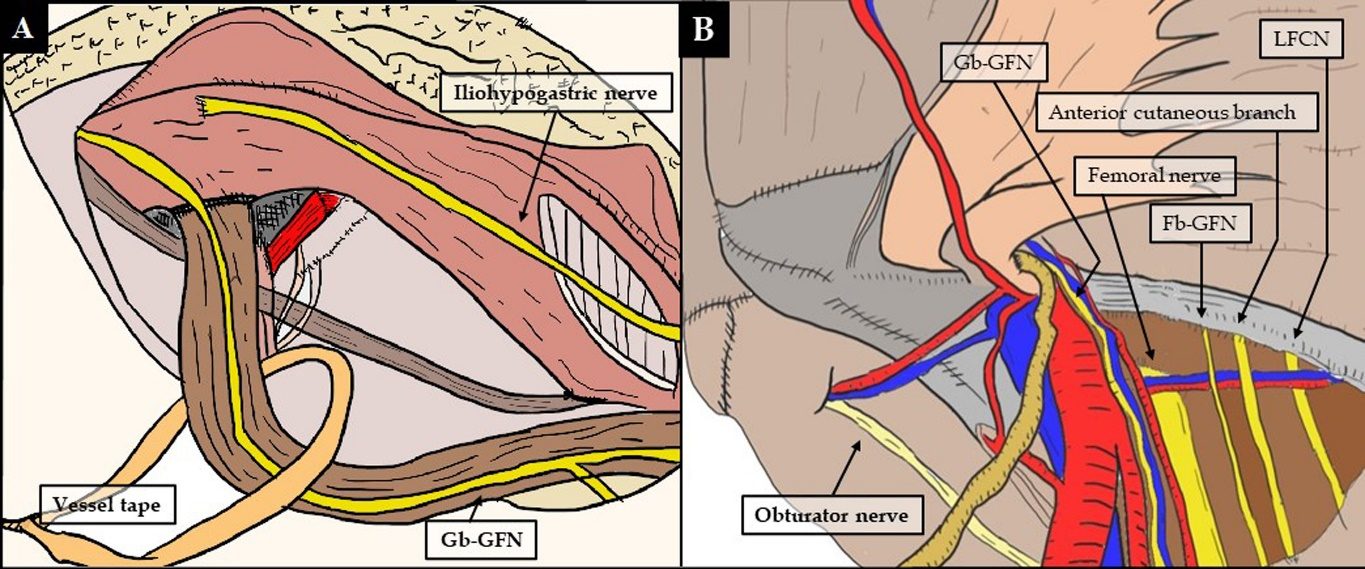 A
Iliohypogastric nerve
Vessel tape
Gb-GFN
B
Gb-GFN
LFCN
Anterior cutaneous branch
Femoral nerve
Fb-GFN
Obturator nerve